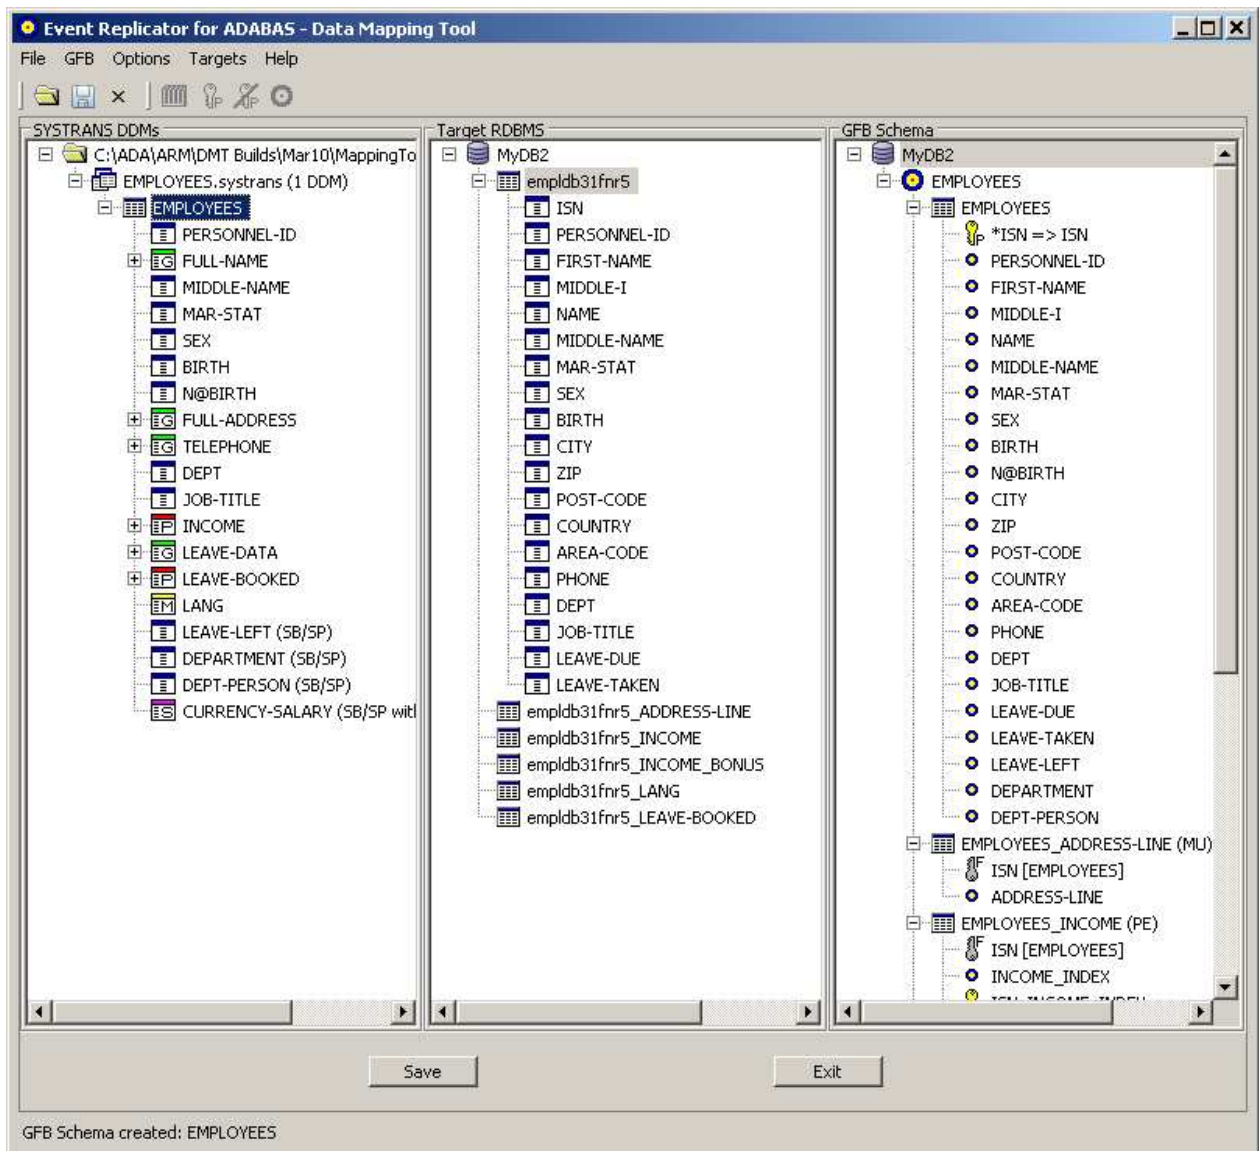 Event Replicator for ADABAS - Data Mapping Tool
File GFB Options Targets Help
SYSTRANS DDMs
C:\ADA\ARM\DMT Builds\Mar10\MappingTo
EMPLOYEES.systrans (1 DDM)
EMPLOYEES
PERSONNEL-ID
FULL-NAME
MIDDLE-NAME
MAR-STAT
SEX
BIRTH
N@BIRTH
FULL-ADDRESS
TELEPHONE
DEPT
JOB-TITLE
INCOME
LEAVE-DATA
LEAVE-BOOKED
LANG
LEAVE-LEFT (SB/SP)
DEPARTMENT (SB/SP)
DEPT-PERSON (SB/SP)
CURRENCY-SALARY (SB/SP wit
Target RDBMS
MyDB2
empldb31fnr5
ISN
PERSONNEL-ID
FIRST-NAME
MIDDLE-I
NAME
MIDDLE-NAME
MAR-STAT
SEX
BIRTH
CITY
ZIP
POST-CODE
COUNTRY
AREA-CODE
PHONE
DEPT
JOB-TITLE
LEAVE-DUE
LEAVE-TAKEN
empldb31fnr5_ADDRESS-LINE
empldb31fnr5_INCOME
empldb31fnr5_INCOME_BONUS
empldb31fnr5_LANG
empldb31fnr5_LEAVE-BOOKED
GFB Schema
MyDB2
EMPLOYEES
EMPLOYEES
*ISN => ISN
PERSONNEL-ID
FIRST-NAME
MIDDLE-I
NAME
MIDDLE-NAME
MAR-STAT
SEX
BIRTH
N@BIRTH
CITY
ZIP
POST-CODE
COUNTRY
AREA-CODE
PHONE
DEPT
JOB-TITLE
LEAVE-DUE
LEAVE-TAKEN
LEAVE-LEFT
DEPARTMENT
DEPT-PERSON
EMPLOYEES_ADDRESS-LINE (MU)
ISN [EMPLOYEES]
ADDRESS-LINE
EMPLOYEES_INCOME (PE)
ISN [EMPLOYEES]
INCOME_INDEX
Save
Exit
GFB Schema created: EMPLOYEES